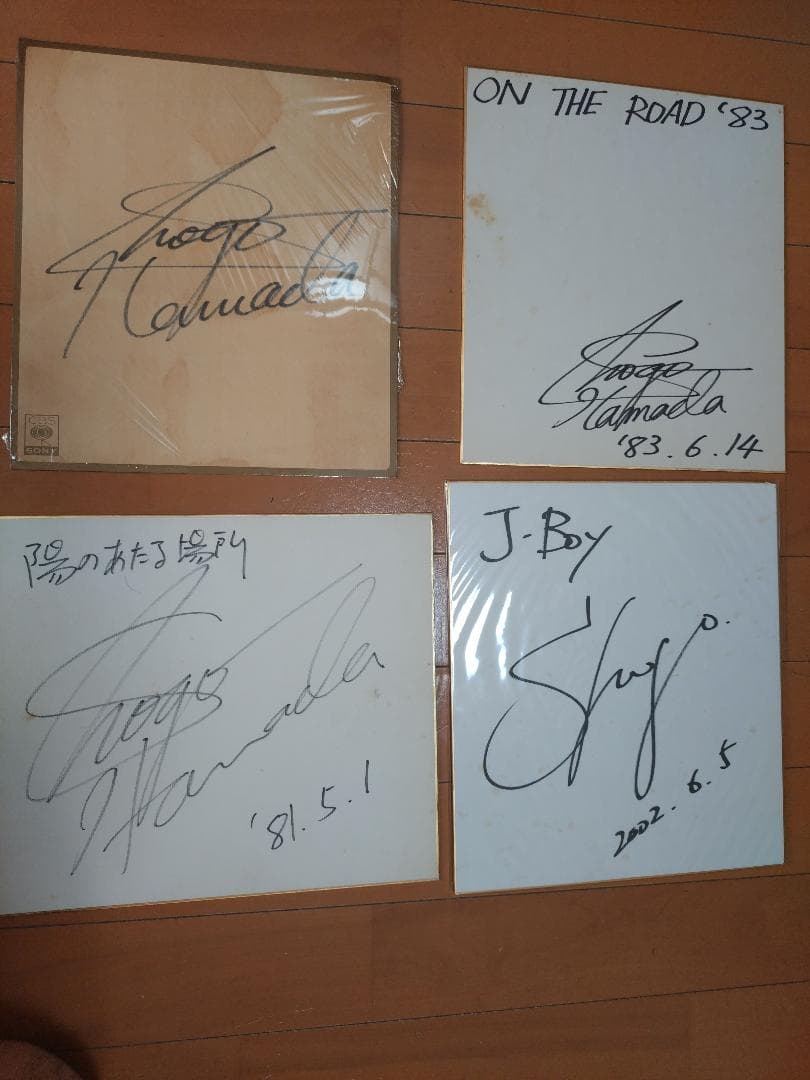 Shogo
Hamada
CBS
SONY
ON THE ROAD '83
Shogo
Hamada
'83.6.14
陽のあたる場所
Shogo
Hamada
'81.5.1
J-Boy
Shogo.
2002.6.5